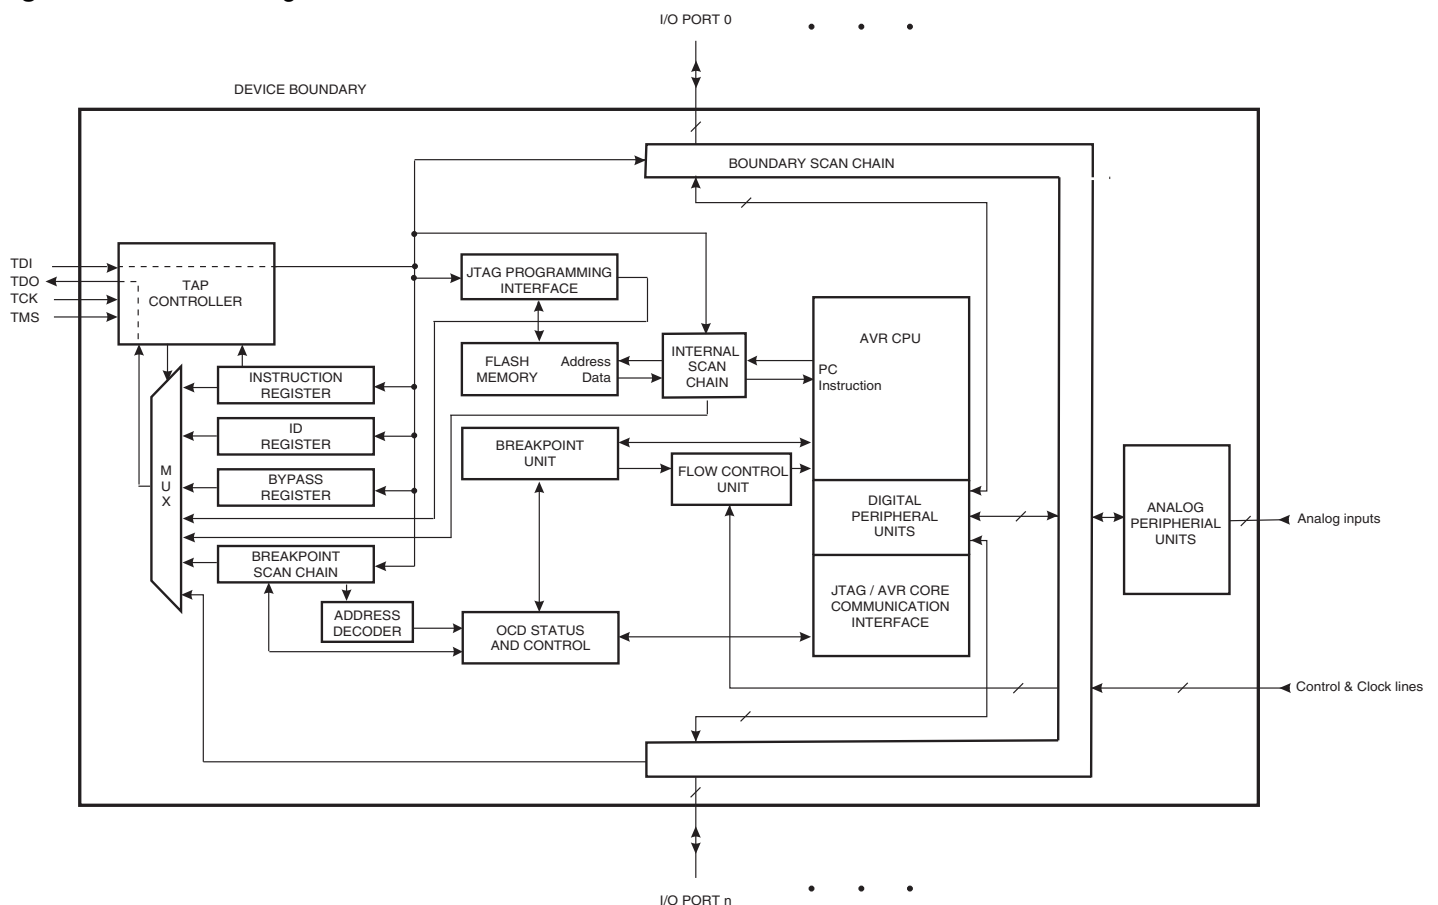 I/O PORT 0
DEVICE BOUNDARY
BOUNDARY SCAN CHAIN
TDI
TDO
TCK
TMS
TAP
CONTROLLER
JTAG PROGRAMMING
INTERFACE
FLASH
MEMORY
Address
Data
INTERNAL
SCAN
CHAIN
AVR CPU
PC
Instruction
INSTRUCTION
REGISTER
ID
REGISTER
BYPASS
REGISTER
M
U
X
BREAKPOINT
SCAN CHAIN
ADDRESS
DECODER
BREAKPOINT
UNIT
FLOW CONTROL
UNIT
OCD STATUS
AND CONTROL
DIGITAL
PERIPHERAL
UNITS
JTAG / AVR CORE
COMMUNICATION
INTERFACE
ANALOG
PERIPHERIAL
UNITS
Analog inputs
Control & Clock lines
I/O PORT n